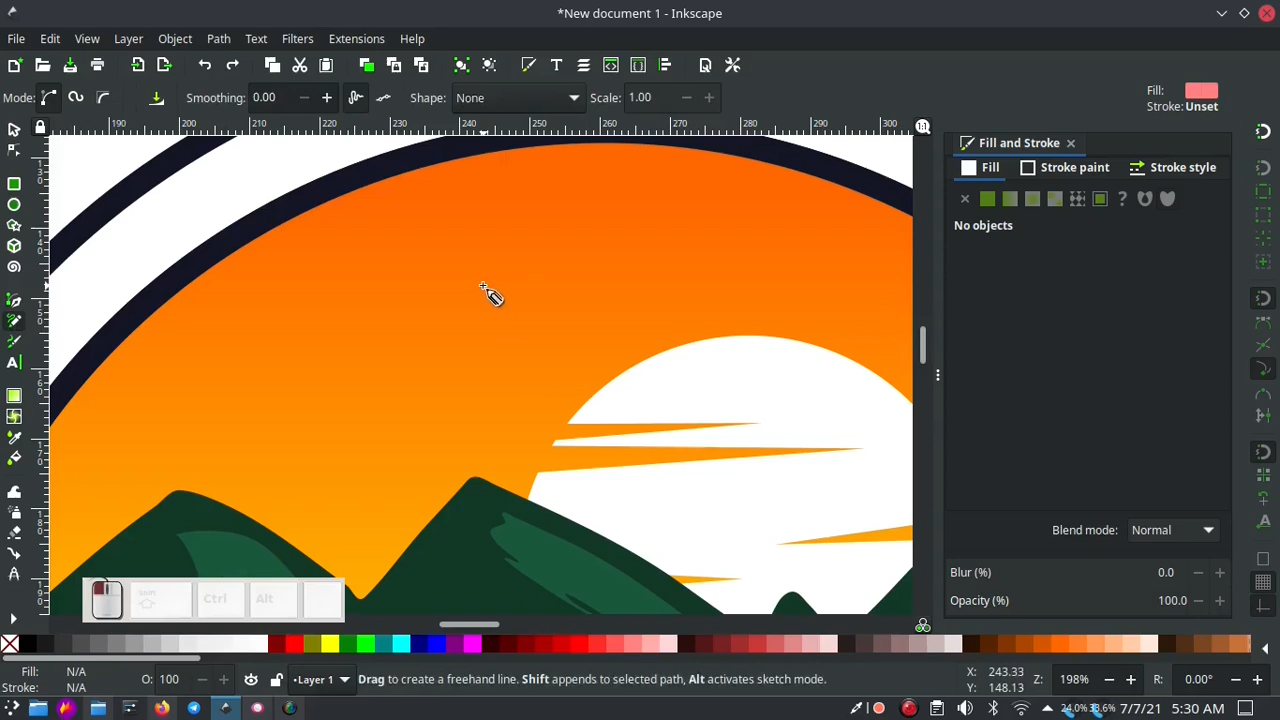 *New document 1 - Inkscape
File Edit View Layer Object Path Text Filters Extensions Help
Mode: Smoothing: 0.00 Shape: None Scale: 1.00
Fill:
Stroke: Unset
190 200 210 220 230 240 250 260 270 280 290 300
Fill and Stroke
Fill Stroke paint Stroke style
No objects
Blend mode: Normal
Blur (%) 0.0
Opacity (%) 100.0
Shift Ctrl Alt
Fill: N/A
Stroke: N/A
O: 100
•Layer 1
Drag to create a freehand line. Shift appends to selected path, Alt activates sketch mode.
X: 243.33
Y: 148.13
Z: 198%
R: 0.00°
7/7/21 5:30 AM